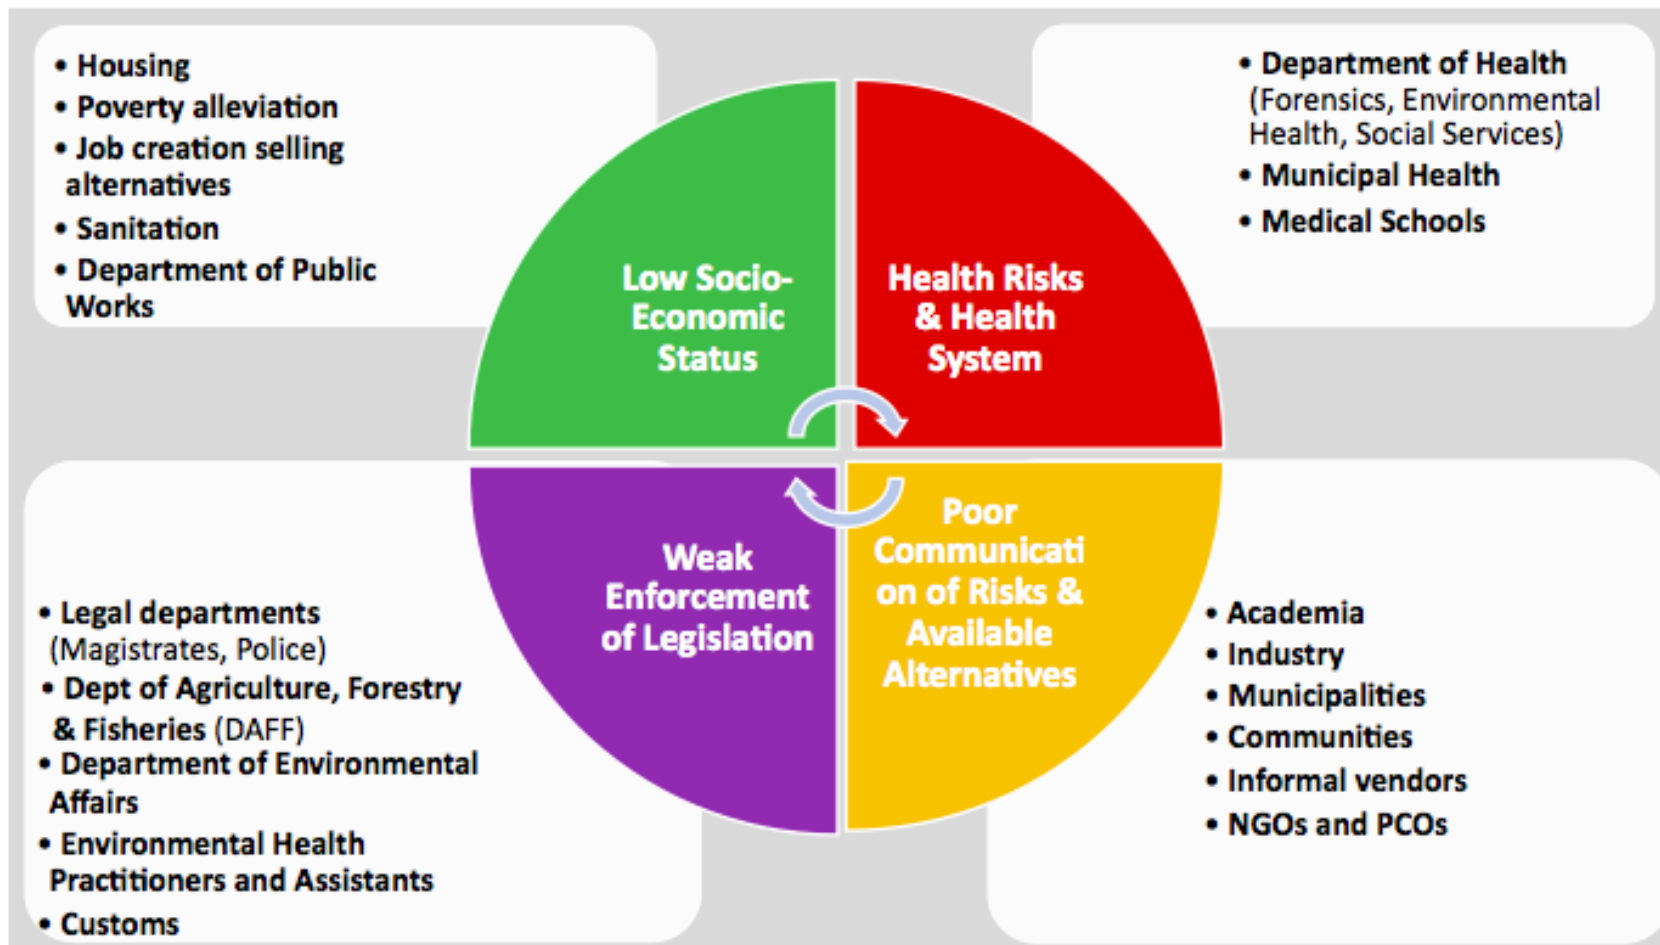 • Housing
• Poverty alleviation
• Job creation selling
alternatives
• Sanitation
• Department of Public
Works
• Department of Health
(Forensics, Environmental
Health, Social Services)
• Municipal Health
• Medical Schools
Low Socio-
Economic
Status
Health Risks
& Health
System
Weak
Enforcement
of Legislation
Poor
Communicati
on of Risks &
Available
Alternatives
• Legal departments
(Magistrates, Police)
• Dept of Agriculture, Forestry
& Fisheries (DAFF)
• Department of Environmental
Affairs
• Environmental Health
Practitioners and Assistants
• Customs
• Academia
• Industry
• Municipalities
• Communities
• Informal vendors
• NGOs and PCOs